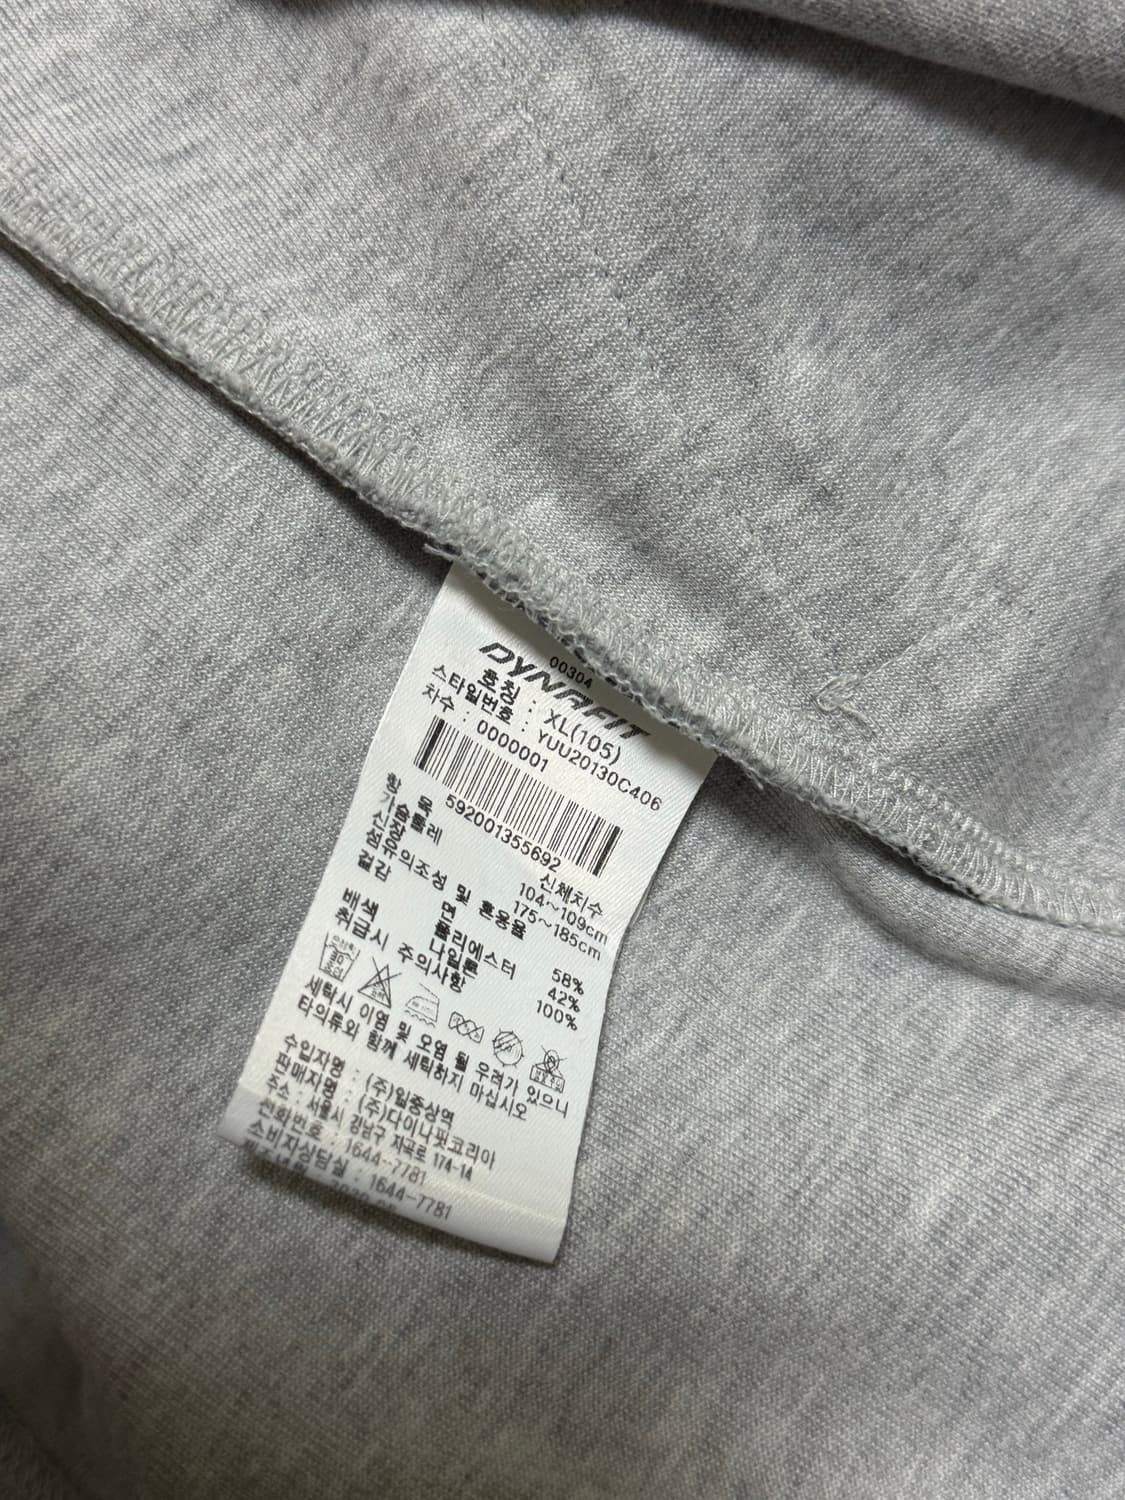 DYNAFIT
00304
호칭 : XL(105)
스타일번호 : YUU20130C406
차수 : 0000001
592001355692
항 목 신체치수
가슴둘레 104~109cm
신장 175~185cm
섬유의조성 및 혼용율
겉감 면 58%
폴리에스터 42%
배색 나일론 100%
취급시 주의사항
세탁시 이염 및 오염 될 우려가 있으니
타의류와 함께 세탁하지 마십시오
수입자명 : (주)일중상역
판매자명 : (주)다이나핏코리아
주소 : 서울시 강남구 자곡로 174-14
전화번호 : 1644-7781
소비자상담실 : 1644-7781